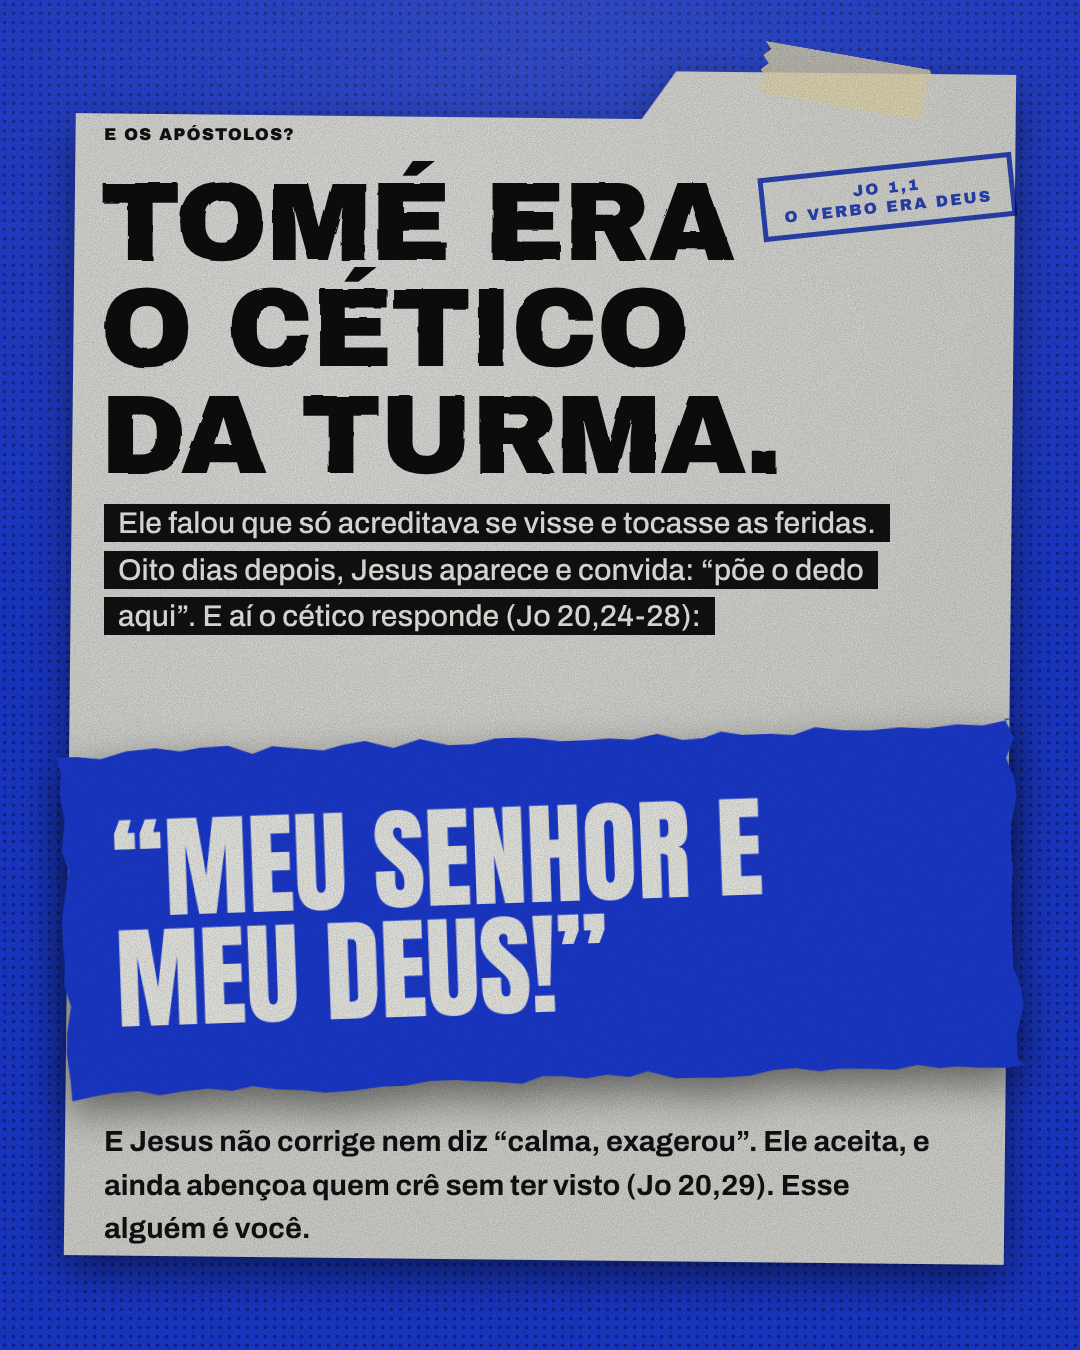 E OS APÓSTOLOS?
TOMÉ ERA
O CÉTICO
DA TURMA.
JO 1,1
O VERBO ERA DEUS
Ele falou que só acreditava se visse e tocasse as feridas.
Oito dias depois, Jesus aparece e convida: “põe o dedo
aqui”. E aí o cético responde (Jo 20,24-28):
“MEU SENHOR E
MEU DEUS!”
E Jesus não corrige nem diz “calma, exagerou”. Ele aceita, e
ainda abençoa quem crê sem ter visto (Jo 20,29). Esse
alguém é você.